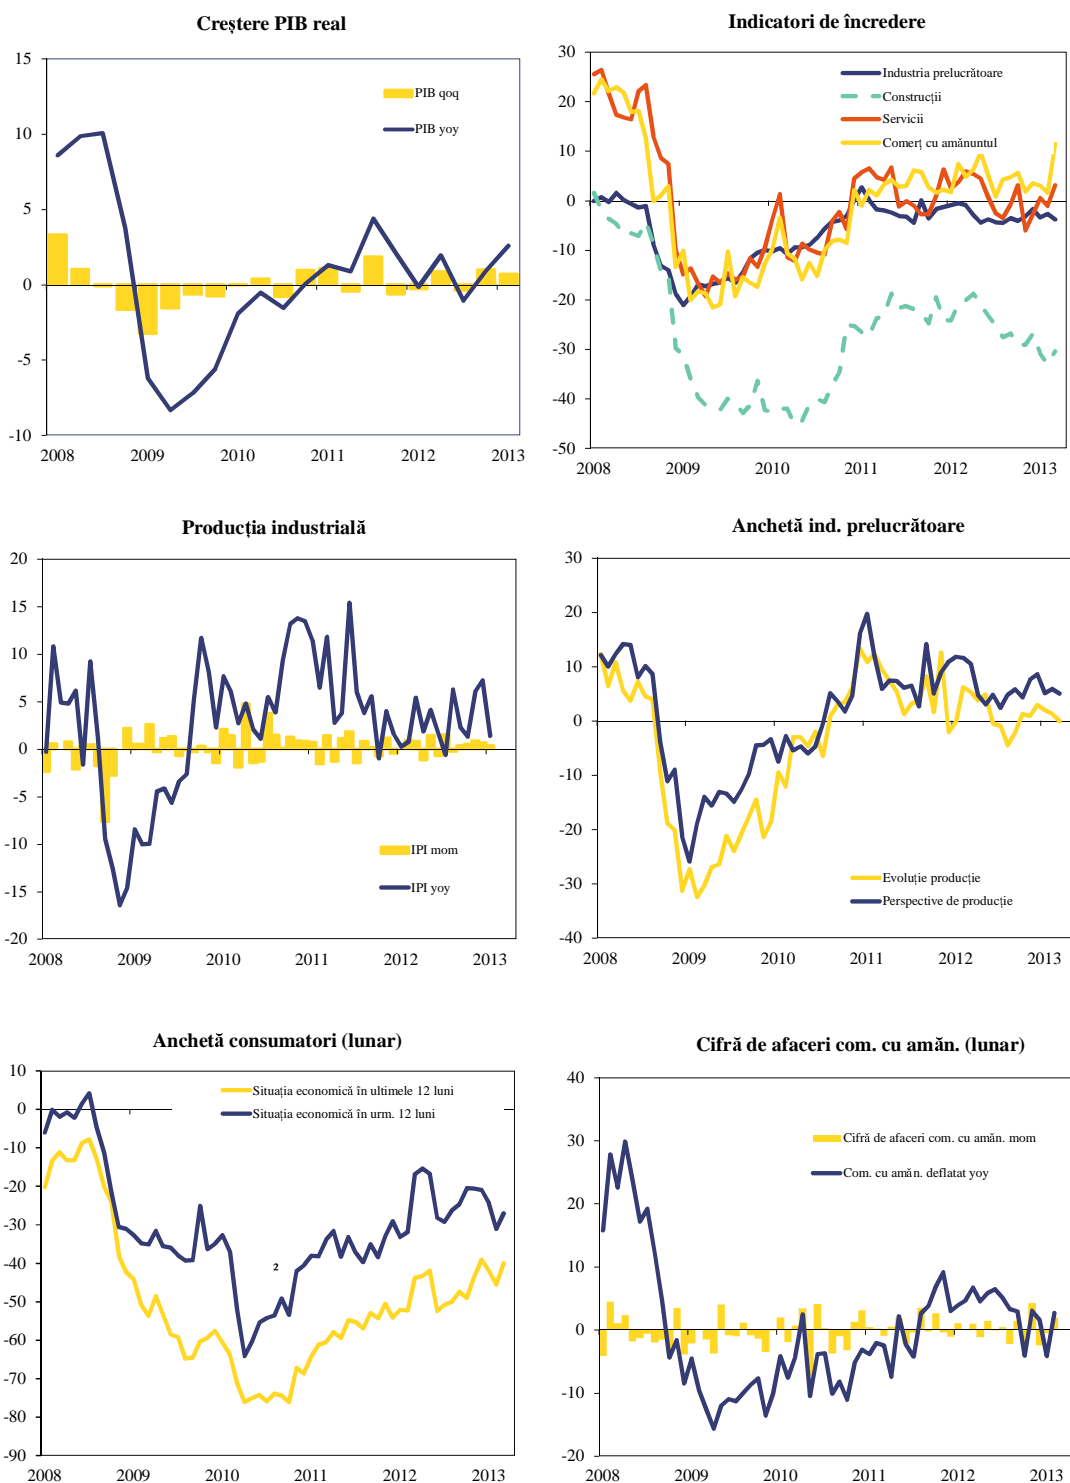 Creștere PIB real
15
10
5
0
-5
-10
PIB qoq
PIB yoy
2008 2009 2010 2011 2012 2013
Indicatori de încredere
30
20
10
0
-10
-20
-30
-40
-50
Industria prelucrătoare
Construcții
Servicii
Comerț cu amănuntul
2008 2009 2010 2011 2012 2013
Producția industrială
20
15
10
5
0
-5
-10
-15
-20
IPI mom
IPI yoy
2008 2009 2010 2011 2012 2013
Anchetă ind. prelucrătoare
30
20
10
0
-10
-20
-30
-40
Evoluție producție
Perspective de producție
2008 2009 2010 2011 2012 2013
Anchetă consumatori (lunar)
10
0
-10
-20
-30
-40
-50
-60
-70
-80
-90
Situația economică în ultimele 12 luni
Situația economică în urm. 12 luni
2
2008 2009 2010 2011 2012 2013
Cifră de afaceri com. cu amăn. (lunar)
40
30
20
10
0
-10
-20
Cifră de afaceri com. cu amăn. mom
Com. cu amăn. deflatat yoy
2008 2009 2010 2011 2012 2013